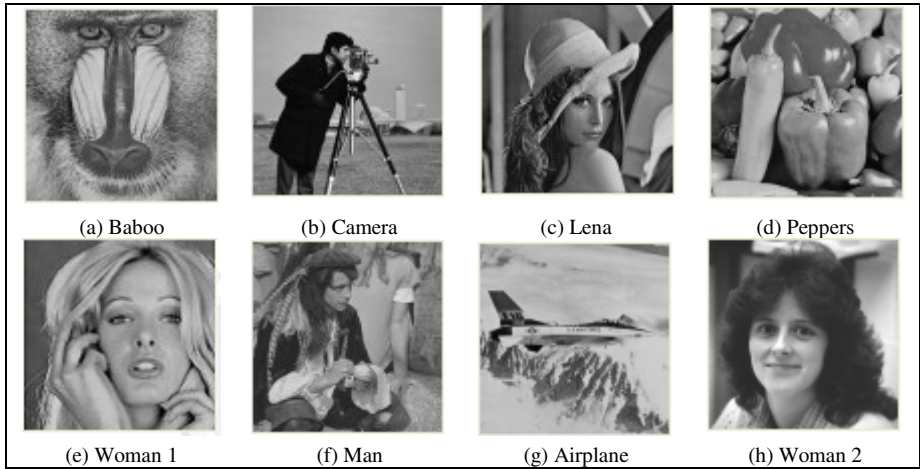 (a) Baboo
(b) Camera
(c) Lena
(d) Peppers
(e) Woman 1
(f) Man
(g) Airplane
(h) Woman 2